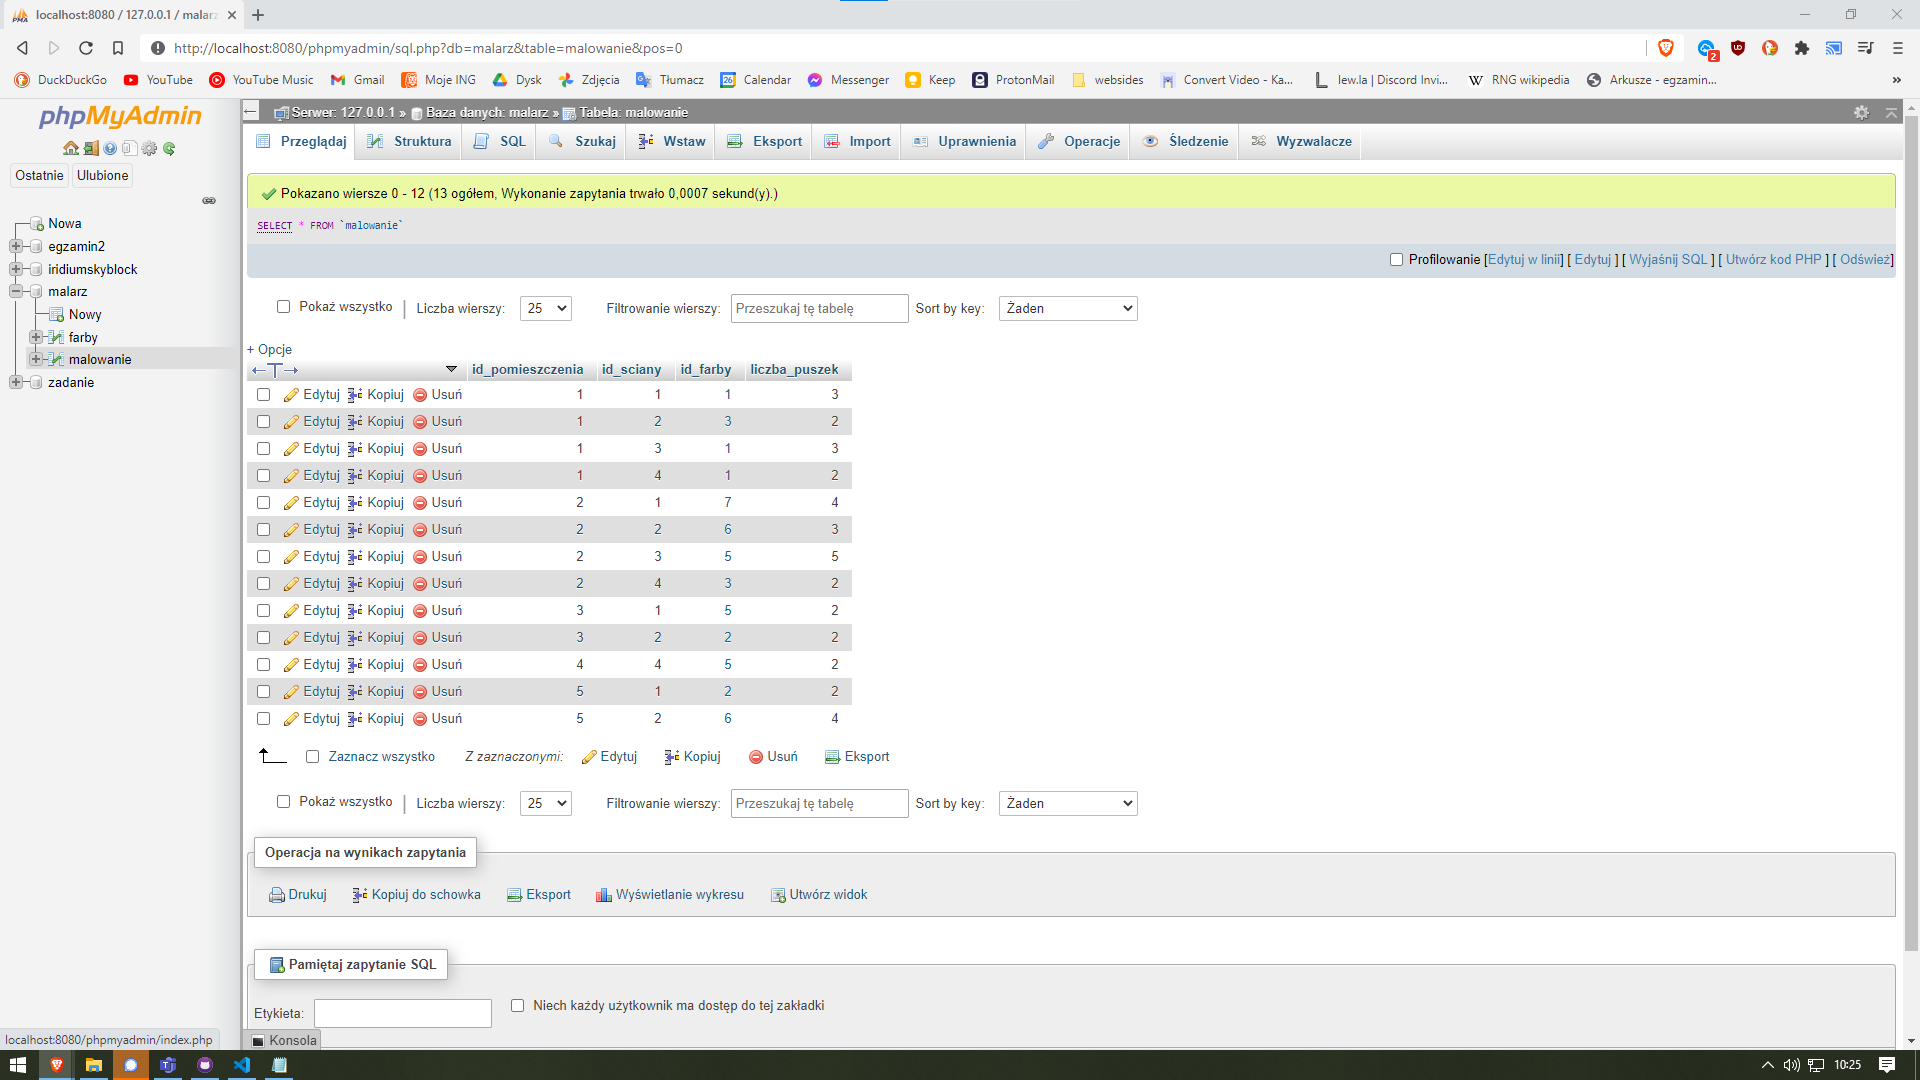 localhost:8080 / 127.0.0.1 / malarz
http://localhost:8080/phpmyadmin/sql.php?db=malarz&table=malowanie&pos=0
2
DuckDuckGo YouTube YouTube Music Gmail Moje ING Dysk Zdjęcia Tłumacz Calendar Messenger Keep ProtonMail websides Convert Video - Ka... lew.la | Discord Invi... RNG wikipedia Arkusze - egzamin... »
phpMyAdmin
Ostatnie Ulubione
Nowa
egzamin2
iridiumskyblock
malarz
Nowy
farby
malowanie
zadanie
Serwer: 127.0.0.1 » Baza danych: malarz » Tabela: malowanie
Przeglądaj Struktura SQL Szukaj Wstaw Eksport Import Uprawnienia Operacje Śledzenie Wyzwalacze
Pokazano wiersze 0 - 12 (13 ogółem, Wykonanie zapytania trwało 0,0007 sekund(y).)
SELECT * FROM `malowanie`
Profilowanie [Edytuj w linii] [ Edytuj ] [ Wyjaśnij SQL ] [ Utwórz kod PHP ] [ Odśwież]
Pokaż wszystko | Liczba wierszy: 25 Filtrowanie wierszy: Przeszukaj tę tabelę Sort by key: Żaden
+ Opcje
←T→ id_pomieszczenia id_sciany id_farby liczba_puszek
Edytuj Kopiuj Usuń 1 1 1 3
Edytuj Kopiuj Usuń 1 2 3 2
Edytuj Kopiuj Usuń 1 3 1 3
Edytuj Kopiuj Usuń 1 4 1 2
Edytuj Kopiuj Usuń 2 1 7 4
Edytuj Kopiuj Usuń 2 2 6 3
Edytuj Kopiuj Usuń 2 3 5 5
Edytuj Kopiuj Usuń 2 4 3 2
Edytuj Kopiuj Usuń 3 1 5 2
Edytuj Kopiuj Usuń 3 2 2 2
Edytuj Kopiuj Usuń 4 4 5 2
Edytuj Kopiuj Usuń 5 1 2 2
Edytuj Kopiuj Usuń 5 2 6 4
Zaznacz wszystko Z zaznaczonymi: Edytuj Kopiuj Usuń Eksport
Pokaż wszystko | Liczba wierszy: 25 Filtrowanie wierszy: Przeszukaj tę tabelę Sort by key: Żaden
Operacja na wynikach zapytania
Drukuj Kopiuj do schowka Eksport Wyświetlanie wykresu Utwórz widok
Pamiętaj zapytanie SQL
Etykieta: Niech każdy użytkownik ma dostęp do tej zakładki
localhost:8080/phpmyadmin/index.php
Konsola
10:25